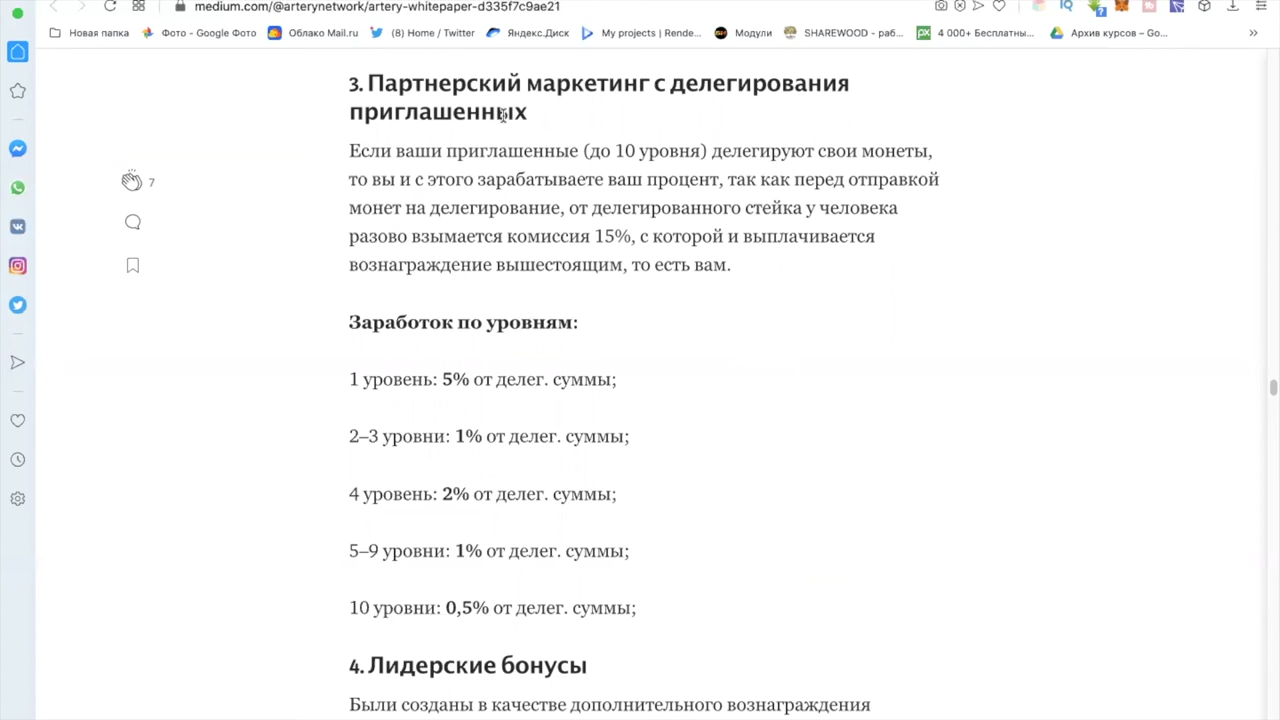 medium.com/@arterynetwork/artery-whitepaper-d335f7c9ae21
Новая папка
Фото - Google Фото
Облако Mail.ru
(8) Home / Twitter
Яндекс.Диск
My projects | Rende...
Модули
SHAREWOOD - раб...
4 000+ Бесплатны...
Архив курсов – Go...
3. Партнерский маркетинг с делегирования
приглашенных
Если ваши приглашенные (до 10 уровня) делегируют свои монеты,
то вы и с этого зарабатываете ваш процент, так как перед отправкой
монет на делегирование, от делегированного стейка у человека
разово взымается комиссия 15%, с которой и выплачивается
вознаграждение вышестоящим, то есть вам.
7
Заработок по уровням:
1 уровень: 5% от делег. суммы;
2–3 уровни: 1% от делег. суммы;
4 уровень: 2% от делег. суммы;
5–9 уровни: 1% от делег. суммы;
10 уровни: 0,5% от делег. суммы;
4. Лидерские бонусы
Были созданы в качестве дополнительного вознаграждения